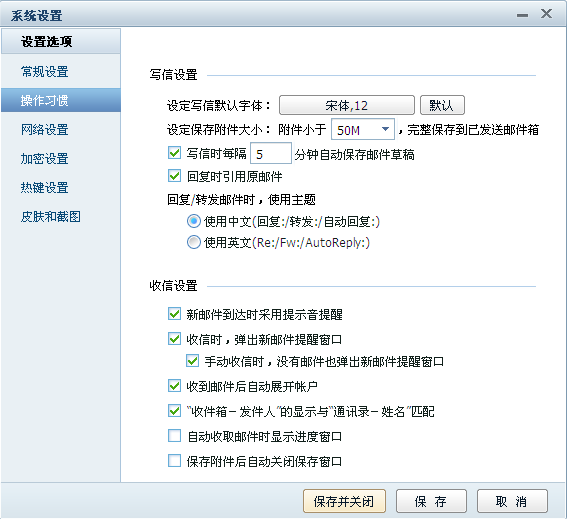 系统设置
设置选项
常规设置
操作习惯
网络设置
加密设置
热键设置
皮肤和截图
写信设置
设定写信默认字体： 宋体,12 默认
设定保存附件大小： 附件小于 50M ，完整保存到已发送邮件箱
写信时每隔 5 分钟自动保存邮件草稿
回复时引用原邮件
回复/转发邮件时，使用主题
使用中文(回复:/转发:/自动回复:)
使用英文(Re:/Fw:/AutoReply:)
收信设置
新邮件到达时采用提示音提醒
收信时，弹出新邮件提醒窗口
手动收信时，没有邮件也弹出新邮件提醒窗口
收到邮件后自动展开帐户
“收件箱－发件人”的显示与“通讯录－姓名”匹配
自动收取邮件时显示进度窗口
保存附件后自动关闭保存窗口
保存并关闭 保 存 取 消